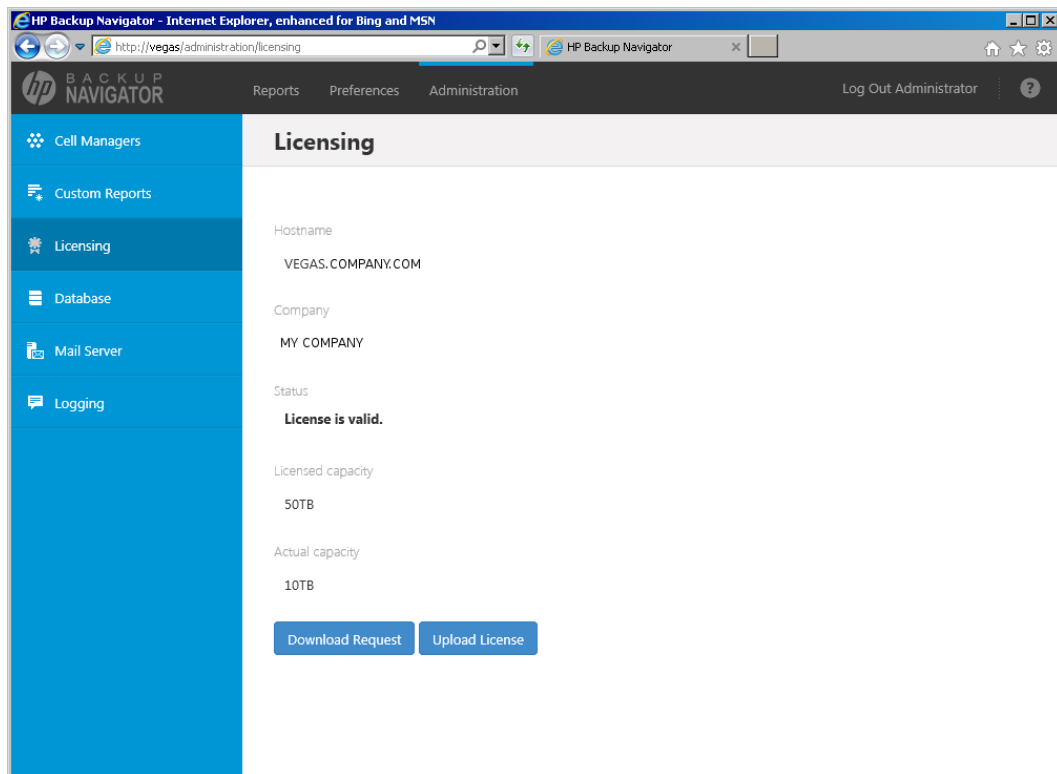 HP Backup Navigator - Internet Explorer, enhanced for Bing and MSN
http://vegas/administration/licensing
HP Backup Navigator
hp BACKUP NAVIGATOR
Reports Preferences Administration Log Out Administrator ?
Cell Managers
Custom Reports
Licensing
Database
Mail Server
Logging
Licensing
Hostname
VEGAS.COMPANY.COM
Company
MY COMPANY
Status
License is valid.
Licensed capacity
50TB
Actual capacity
10TB
Download Request Upload License